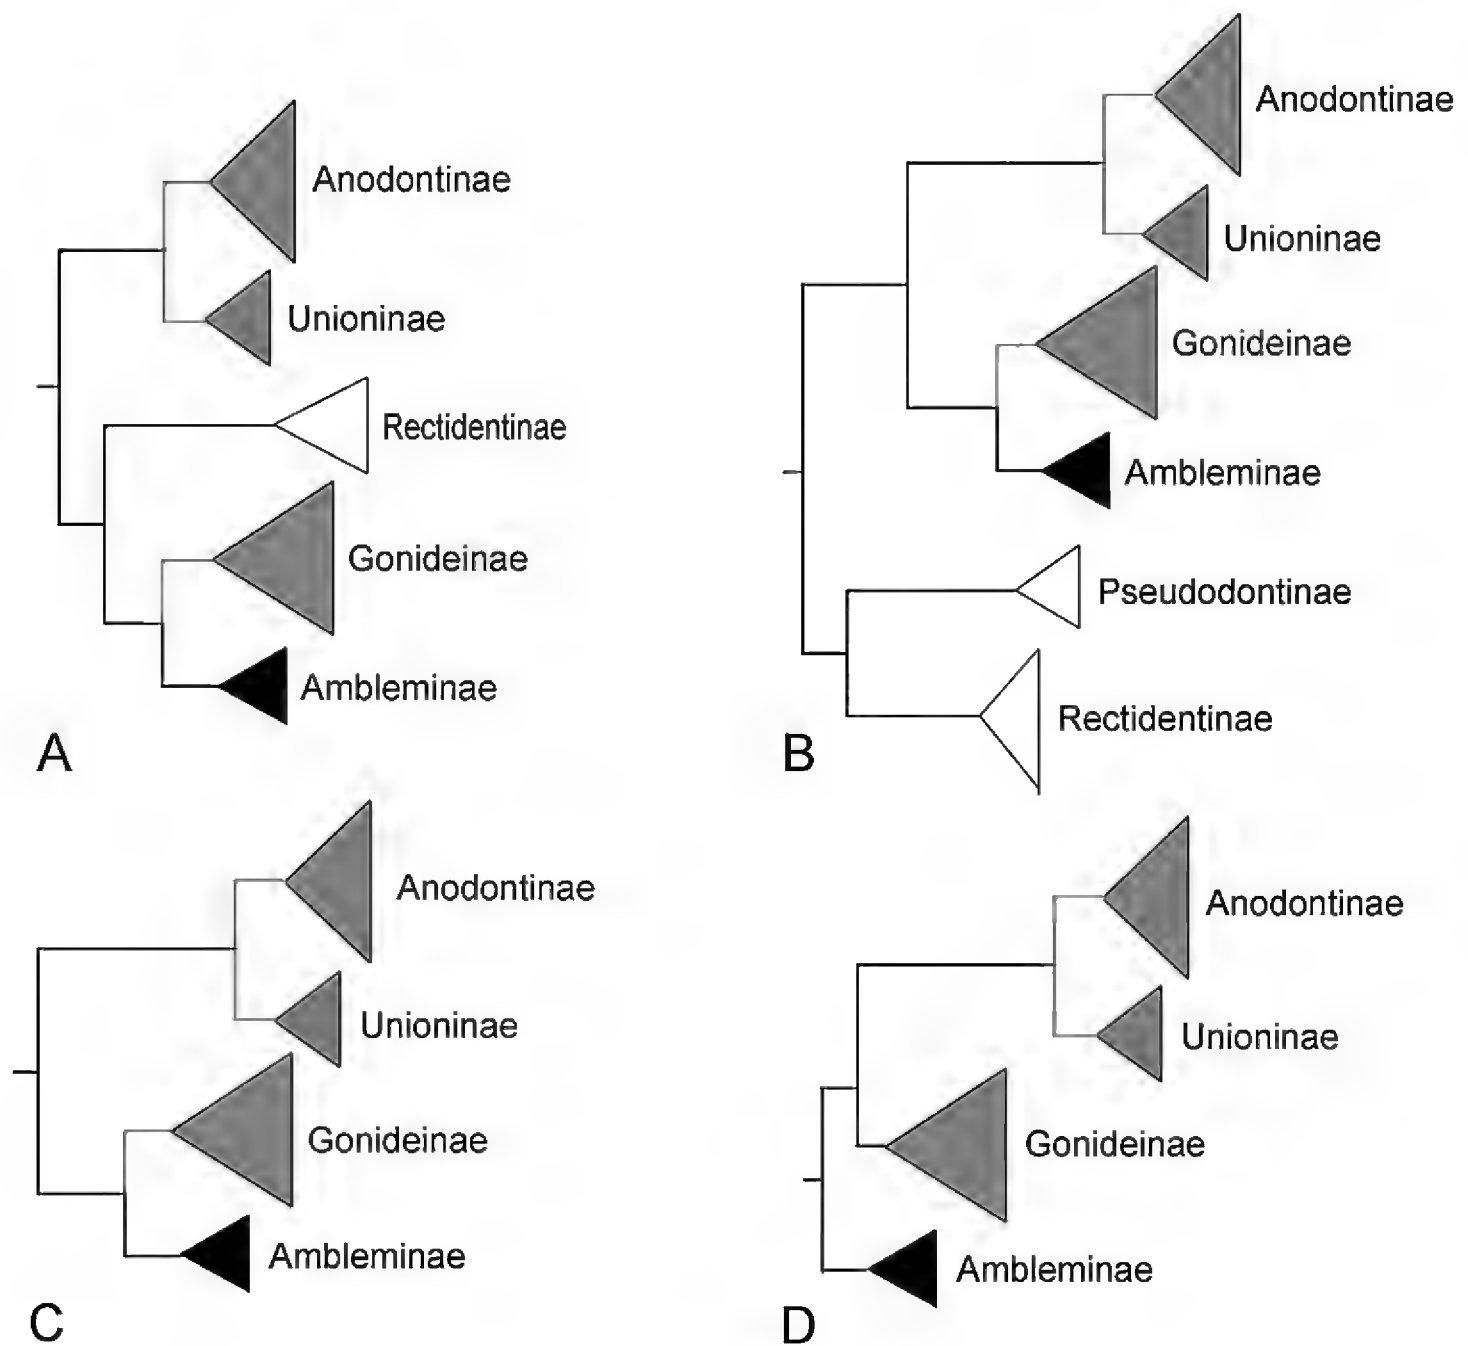 Anodontinae
Unioninae
Rectidentinae
Gonideinae
Ambleminae
A
Anodontinae
Unioninae
Gonideinae
Ambleminae
Pseudodontinae
Rectidentinae
B
Anodontinae
Unioninae
Gonideinae
Ambleminae
C
Anodontinae
Unioninae
Gonideinae
Ambleminae
D